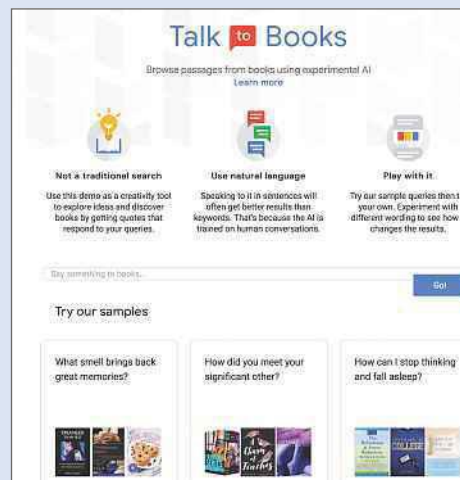 Talk to Books
Browse passages from books using experimental AI
Learn more
Not a traditional search
Use this demo as a creativity tool
to explore ideas and discover
books by getting quotes that
respond to your queries.
Use natural language
Speaking to it in sentences will
often get better results than
keywords. That's because the AI is
trained on human conversations.
Play with it
Try our sample queries then t
your own. Experiment with
different wording to see how
changes the results.
Say something to books...
Go!
Try our samples
What smell brings back
great memories?
How did you meet your
significant other?
How can I stop thinking
and fall asleep?
COLLEGE